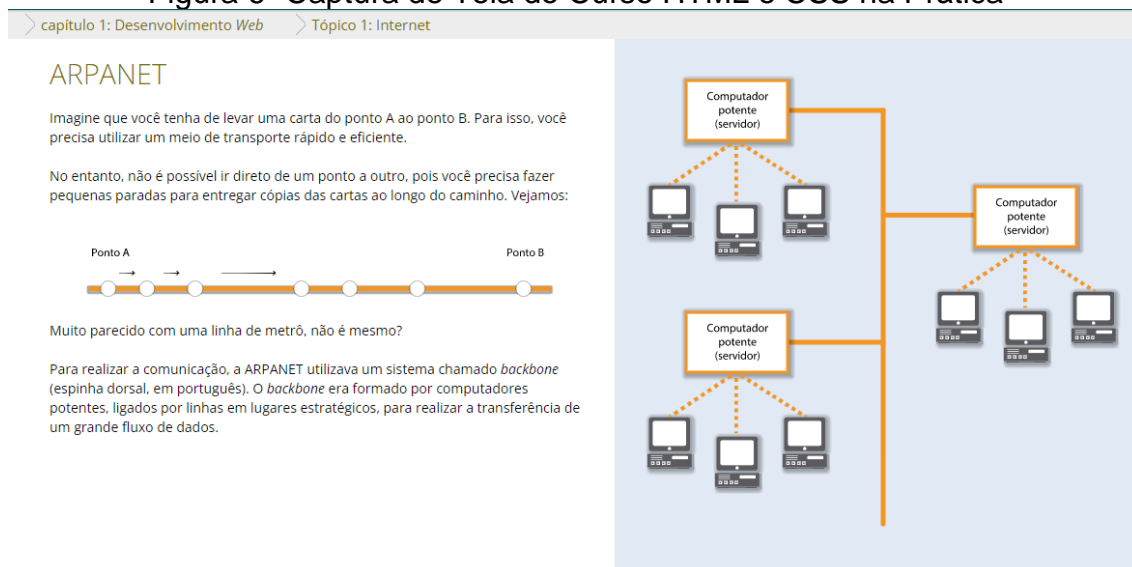 Figura 6- Captura de Tela do Curso HTML e CSS na Prática
capítulo 1: Desenvolvimento Web
Tópico 1: Internet
ARPANET
Imagine que você tenha de levar uma carta do ponto A ao ponto B. Para isso, você
precisa utilizar um meio de transporte rápido e eficiente.
No entanto, não é possível ir direto de um ponto a outro, pois você precisa fazer
pequenas paradas para entregar cópias das cartas ao longo do caminho. Vejamos:
Ponto A
Ponto B
Muito parecido com uma linha de metrô, não é mesmo?
Para realizar a comunicação, a ARPANET utilizava um sistema chamado backbone
(espinha dorsal, em português). O backbone era formado por computadores
potentes, ligados por linhas em lugares estratégicos, para realizar a transferência de
um grande fluxo de dados.
Computador
potente
(servidor)
Computador
potente
(servidor)
Computador
potente
(servidor)